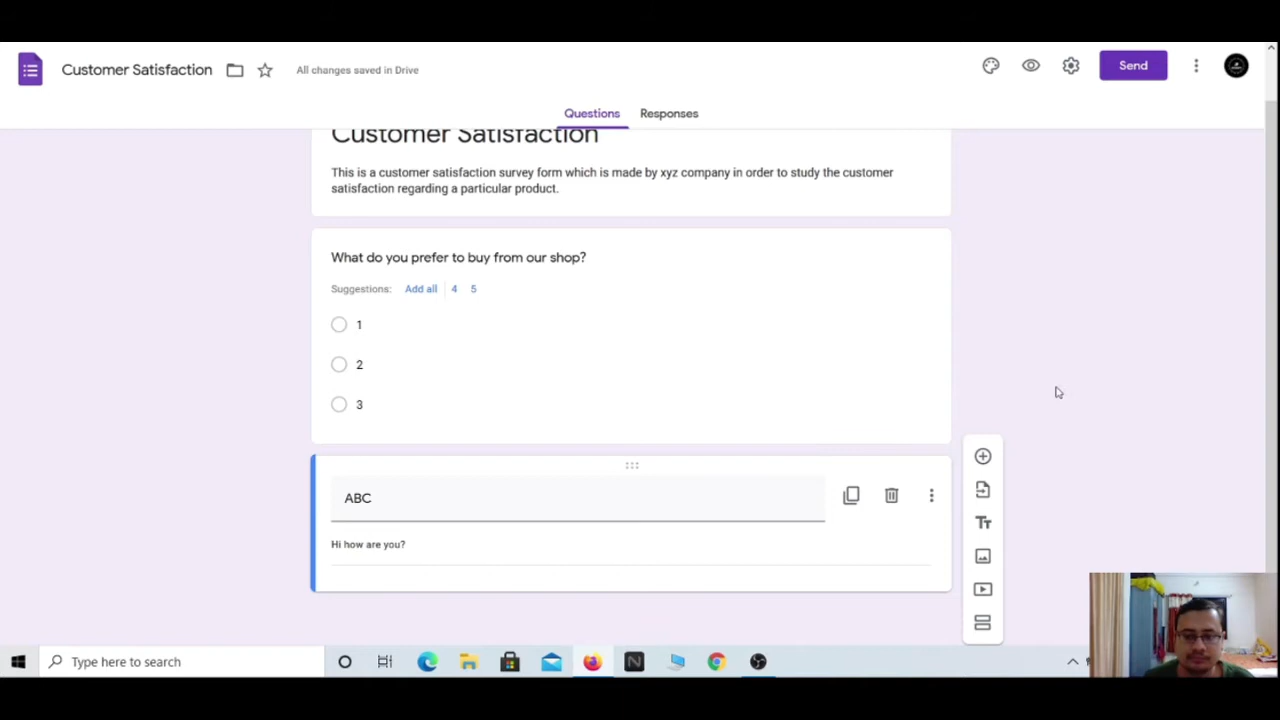 Customer Satisfaction
All changes saved in Drive
Send
Questions
Responses
Customer Satisfaction
This is a customer satisfaction survey form which is made by xyz company in order to study the customer
satisfaction regarding a particular product.
What do you prefer to buy from our shop?
Suggestions: Add all 4 5
1
2
3
ABC
Hi how are you?
Tт
Type here to search
N